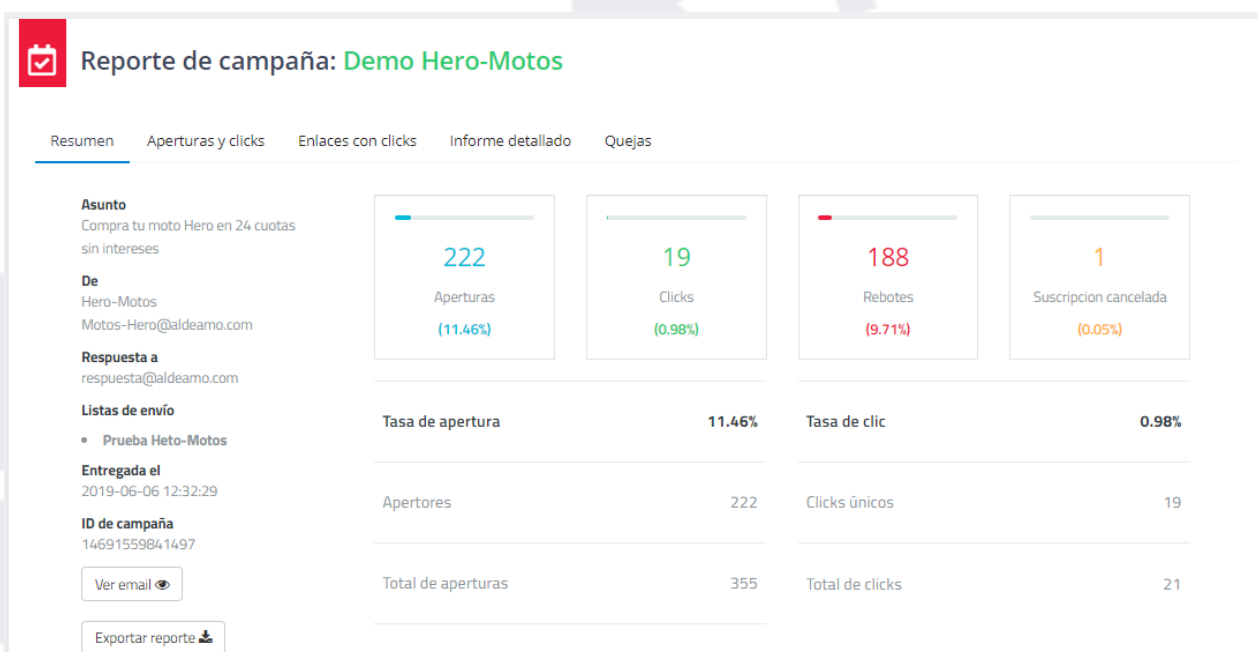 Reporte de campaña: Demo Hero-Motos
Resumen Aperturas y clicks Enlaces con clicks Informe detallado Quejas
Asunto
Compra tu moto Hero en 24 cuotas
sin intereses
De
Hero-Motos
Motos-Hero@aldeamo.com
Respuesta a
respuesta@aldeamo.com
Listas de envío
• Prueba Heto-Motos
Entregada el
2019-06-06 12:32:29
ID de campaña
14691559841497
Ver email
Exportar reporte
222
Aperturas
(11.46%)
19
Clicks
(0.98%)
188
Rebotes
(9.71%)
1
Suscripcion cancelada
(0.05%)
Tasa de apertura 11.46%
Apertores 222
Total de aperturas 355
Tasa de clic 0.98%
Clicks únicos 19
Total de clicks 21